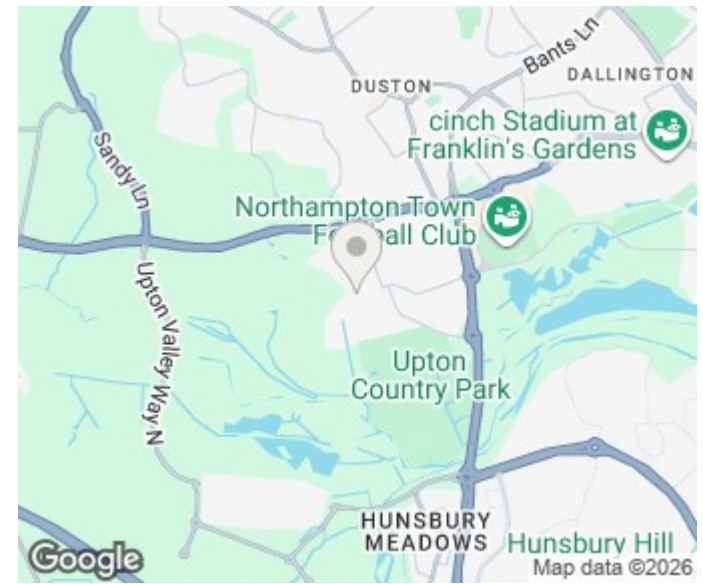 Bants Ln
DUSTON
DALLINGTON
cinch Stadium at
Franklin's Gardens
Sandy Ln
Northampton Town
Football Club
Upton Valley Way N
Upton
Country Park
HUNSBURY
MEADOWS
Hunsbury Hill
Google
Map data ©2026